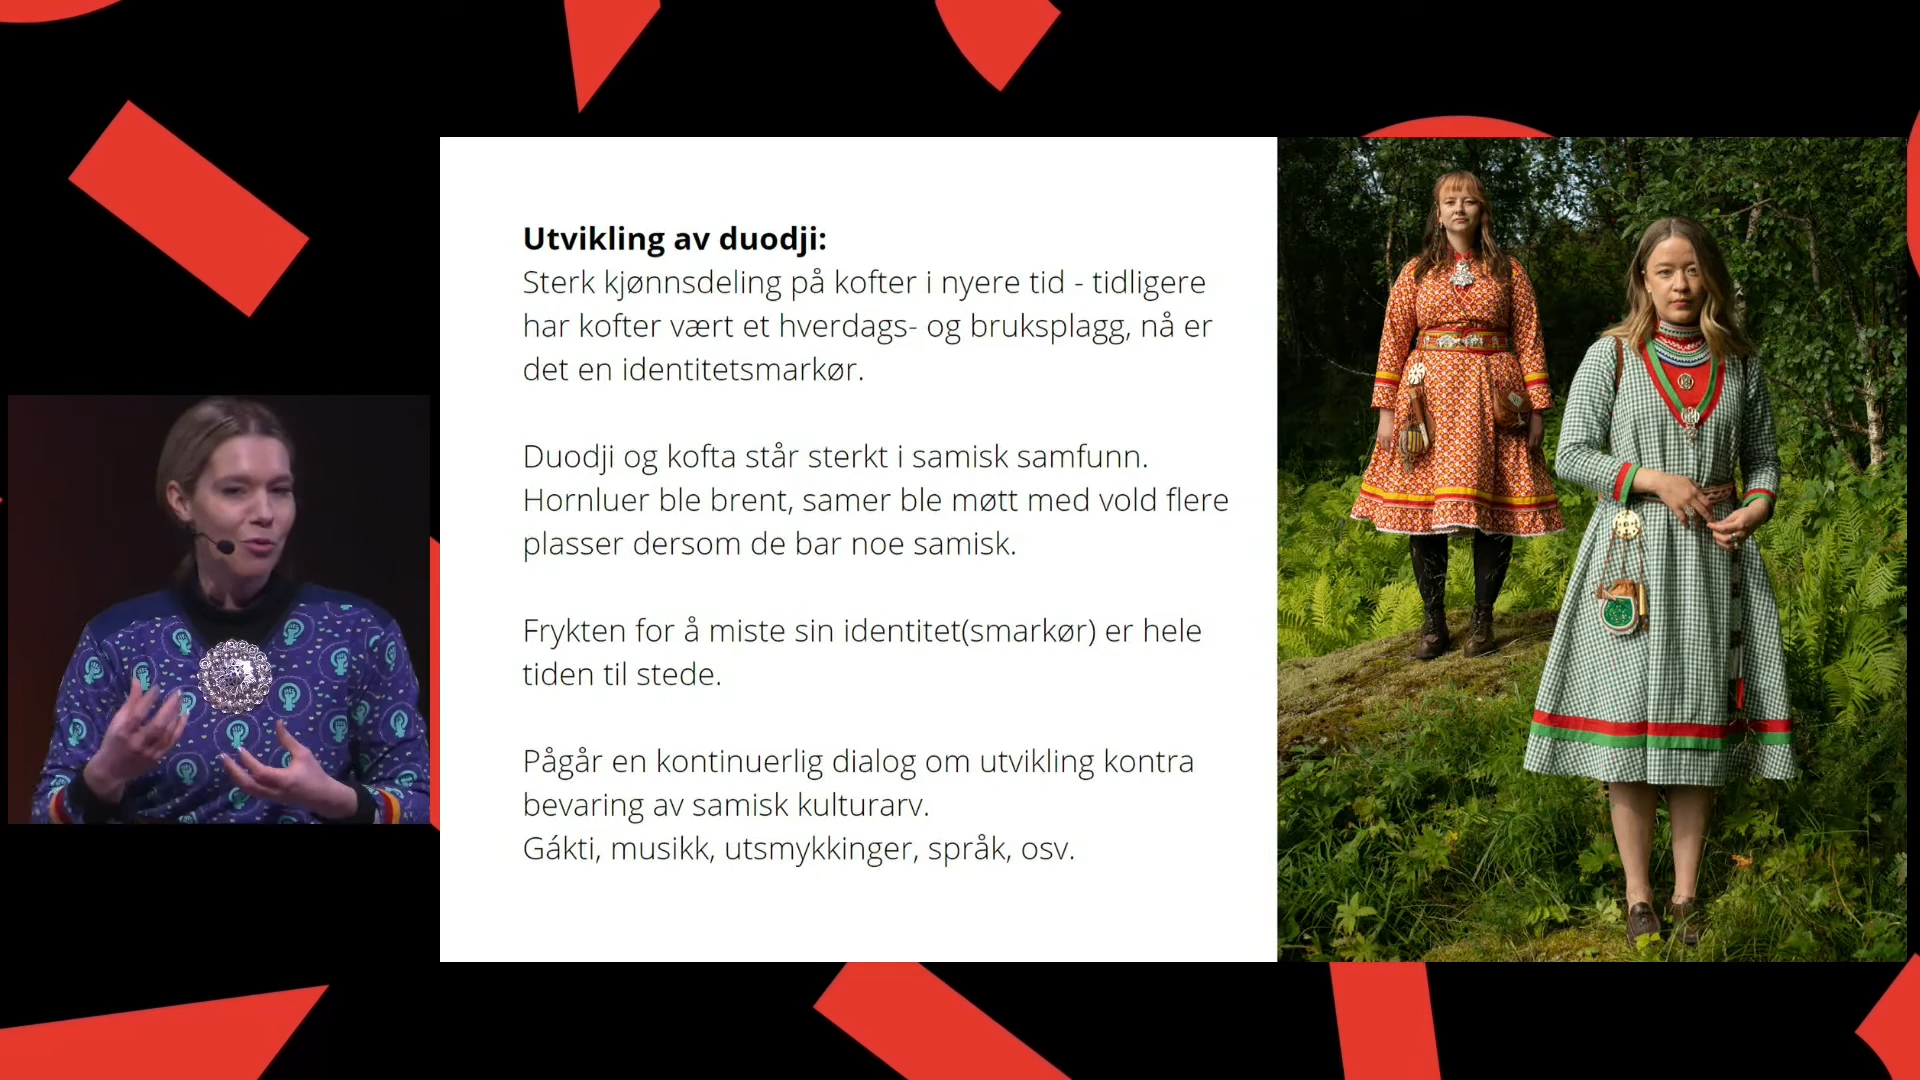 Utvikling av duodji:
Sterk kjønnsdeling på kofter i nyere tid - tidligere
har kofter vært et hverdags- og bruksplagg, nå er
det en identitetsmarkør.
Duodji og kofta står sterkt i samisk samfunn.
Hornluer ble brent, samer ble møtt med vold flere
plasser dersom de bar noe samisk.
Frykten for å miste sin identitet(smarkør) er hele
tiden til stede.
Pågår en kontinuerlig dialog om utvikling kontra
bevaring av samisk kulturarv.
Gákti, musikk, utsmykkinger, språk, osv.